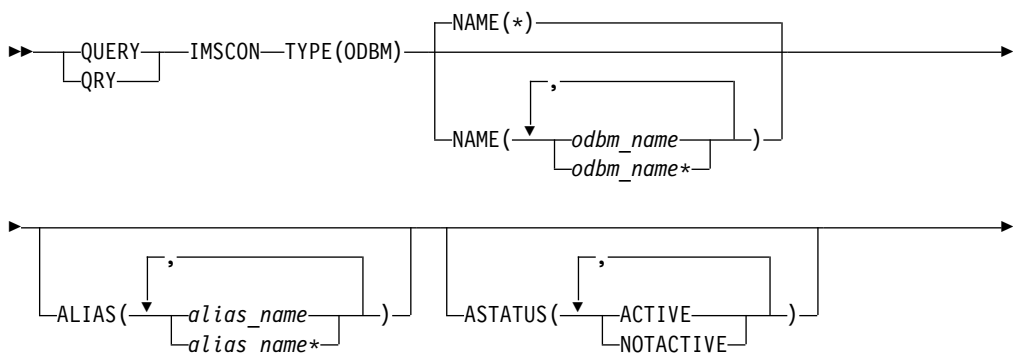 NAME(*)
QUERY IMSCON TYPE(ODBM)
QRY
,
NAME( odbm_name )
odbm_name*
, ,
ALIAS( alias_name ) ASTATUS( ACTIVE )
alias_name* NOTACTIVE